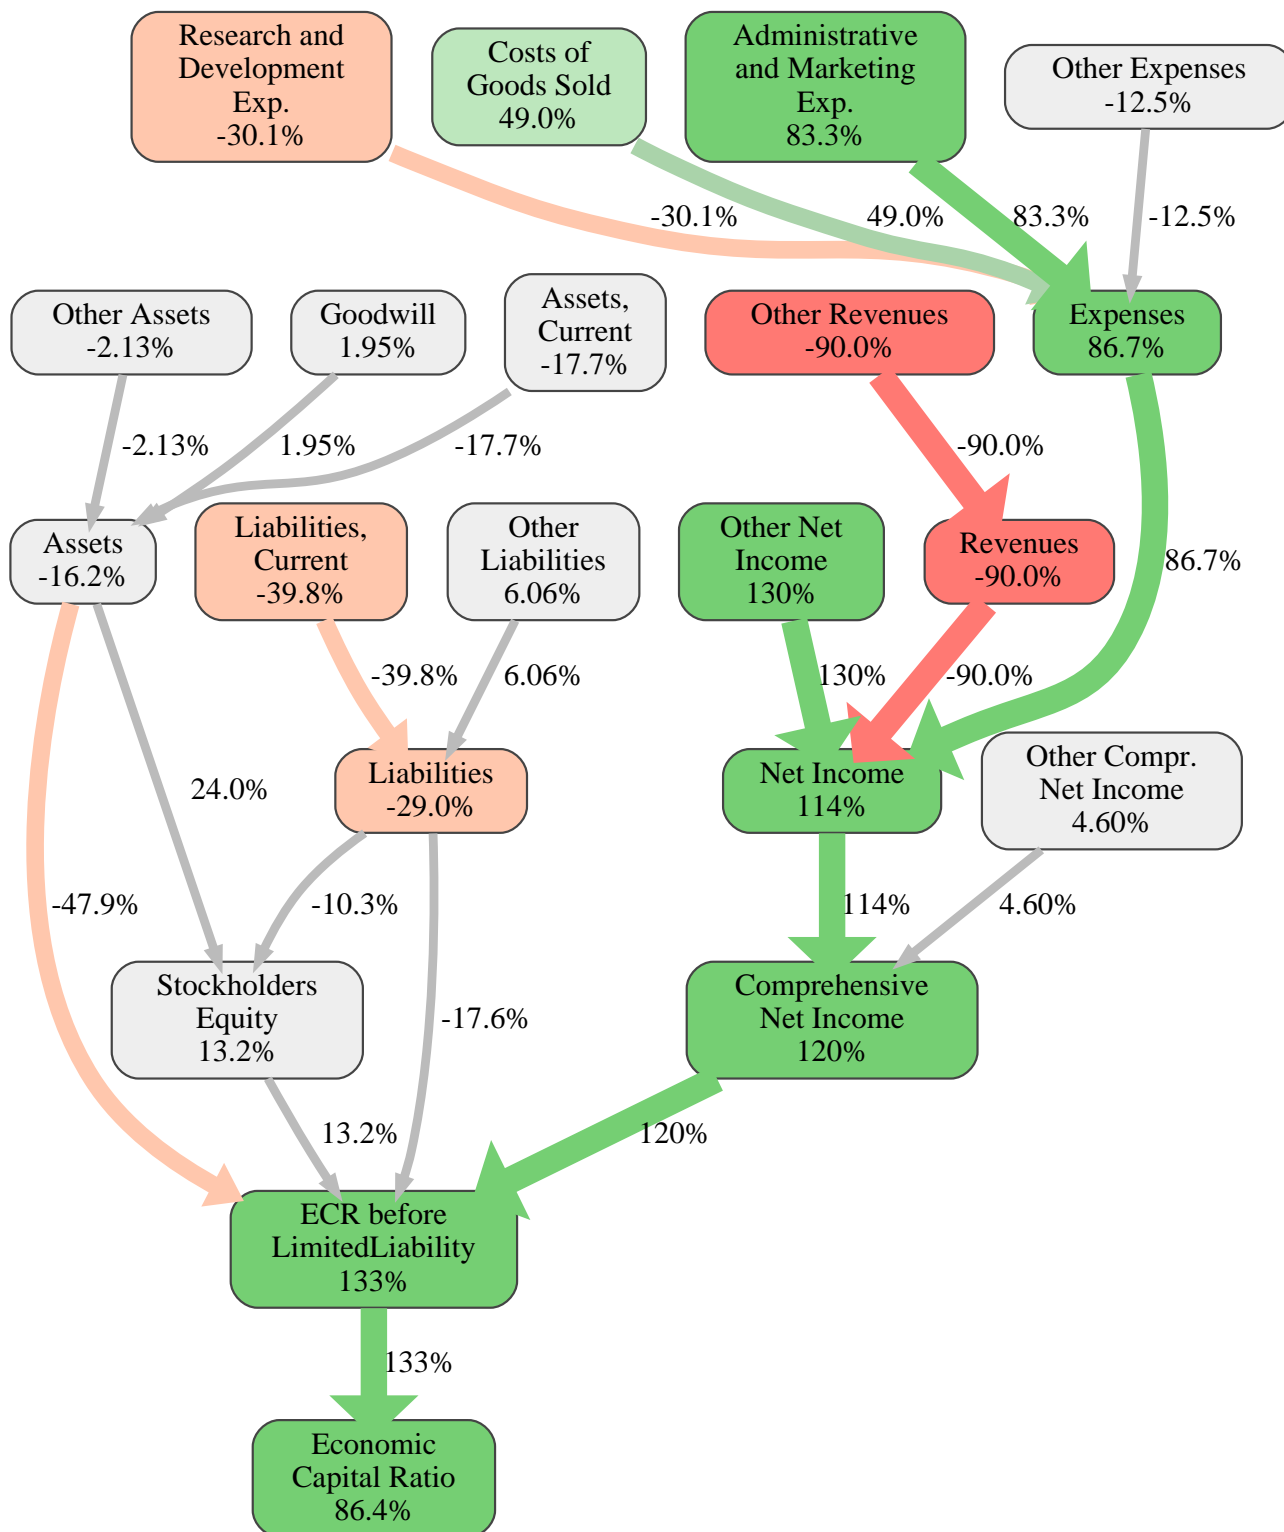 Research and
Development
Exp.
-30.1%
Costs of
Goods Sold
49.0%
Administrative
and Marketing
Exp.
83.3%
Other Expenses
-12.5%
-30.1%
49.0%
83.3%
-12.5%
Other Assets
-2.13%
Goodwill
1.95%
Assets,
Current
-17.7%
Other Revenues
-90.0%
Expenses
86.7%
-2.13%
1.95%
-17.7%
-90.0%
Assets
-16.2%
Liabilities,
Current
-39.8%
Other
Liabilities
6.06%
Other Net
Income
130%
Revenues
-90.0%
86.7%
-39.8%
6.06%
130%
-90.0%
24.0%
Liabilities
-29.0%
Net Income
114%
Other Compr.
Net Income
4.60%
-47.9%
-10.3%
114%
4.60%
Stockholders
Equity
13.2%
-17.6%
Comprehensive
Net Income
120%
13.2%
120%
ECR before
LimitedLiability
133%
133%
Economic
Capital Ratio
86.4%